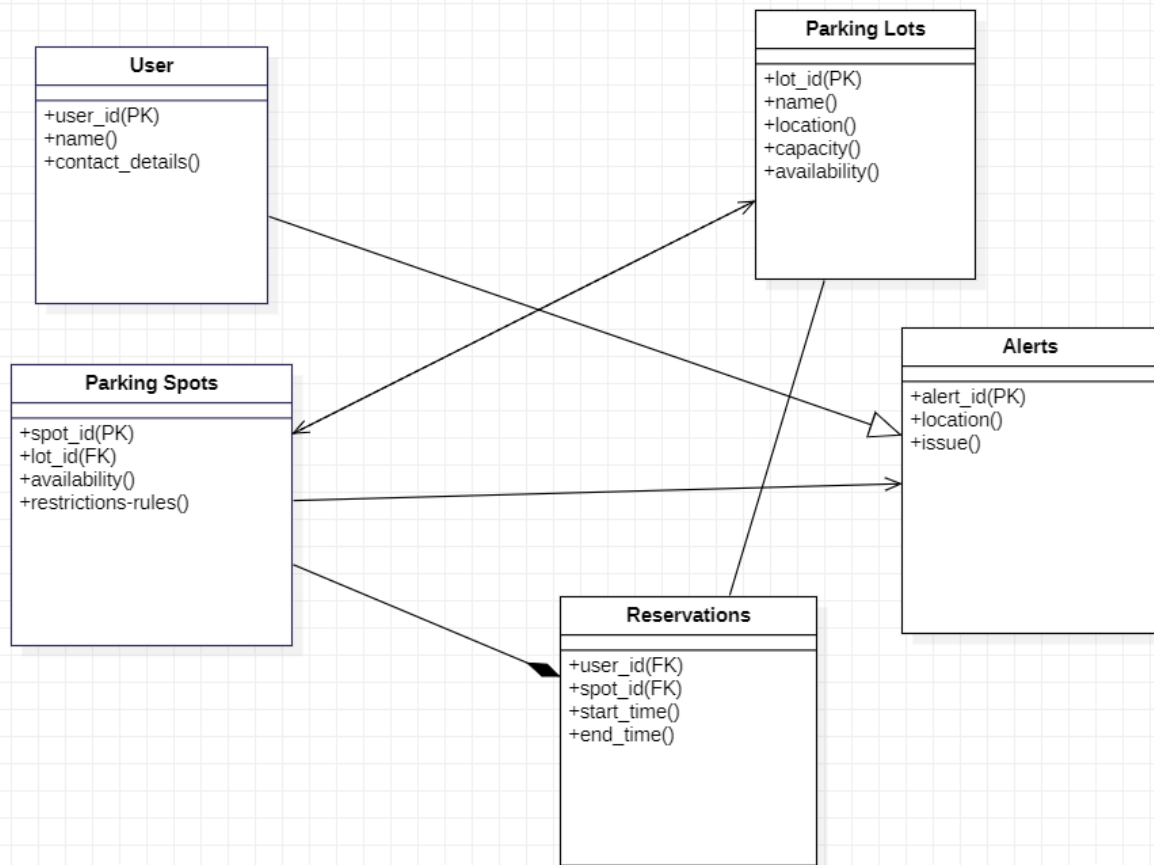 User
+user_id(PK)
+name()
+contact_details()
Parking Lots
+lot_id(PK)
+name()
+location()
+capacity()
+availability()
Parking Spots
+spot_id(PK)
+lot_id(FK)
+availability()
+restrictions-rules()
Alerts
+alert_id(PK)
+location()
+issue()
Reservations
+user_id(FK)
+spot_id(FK)
+start_time()
+end_time()